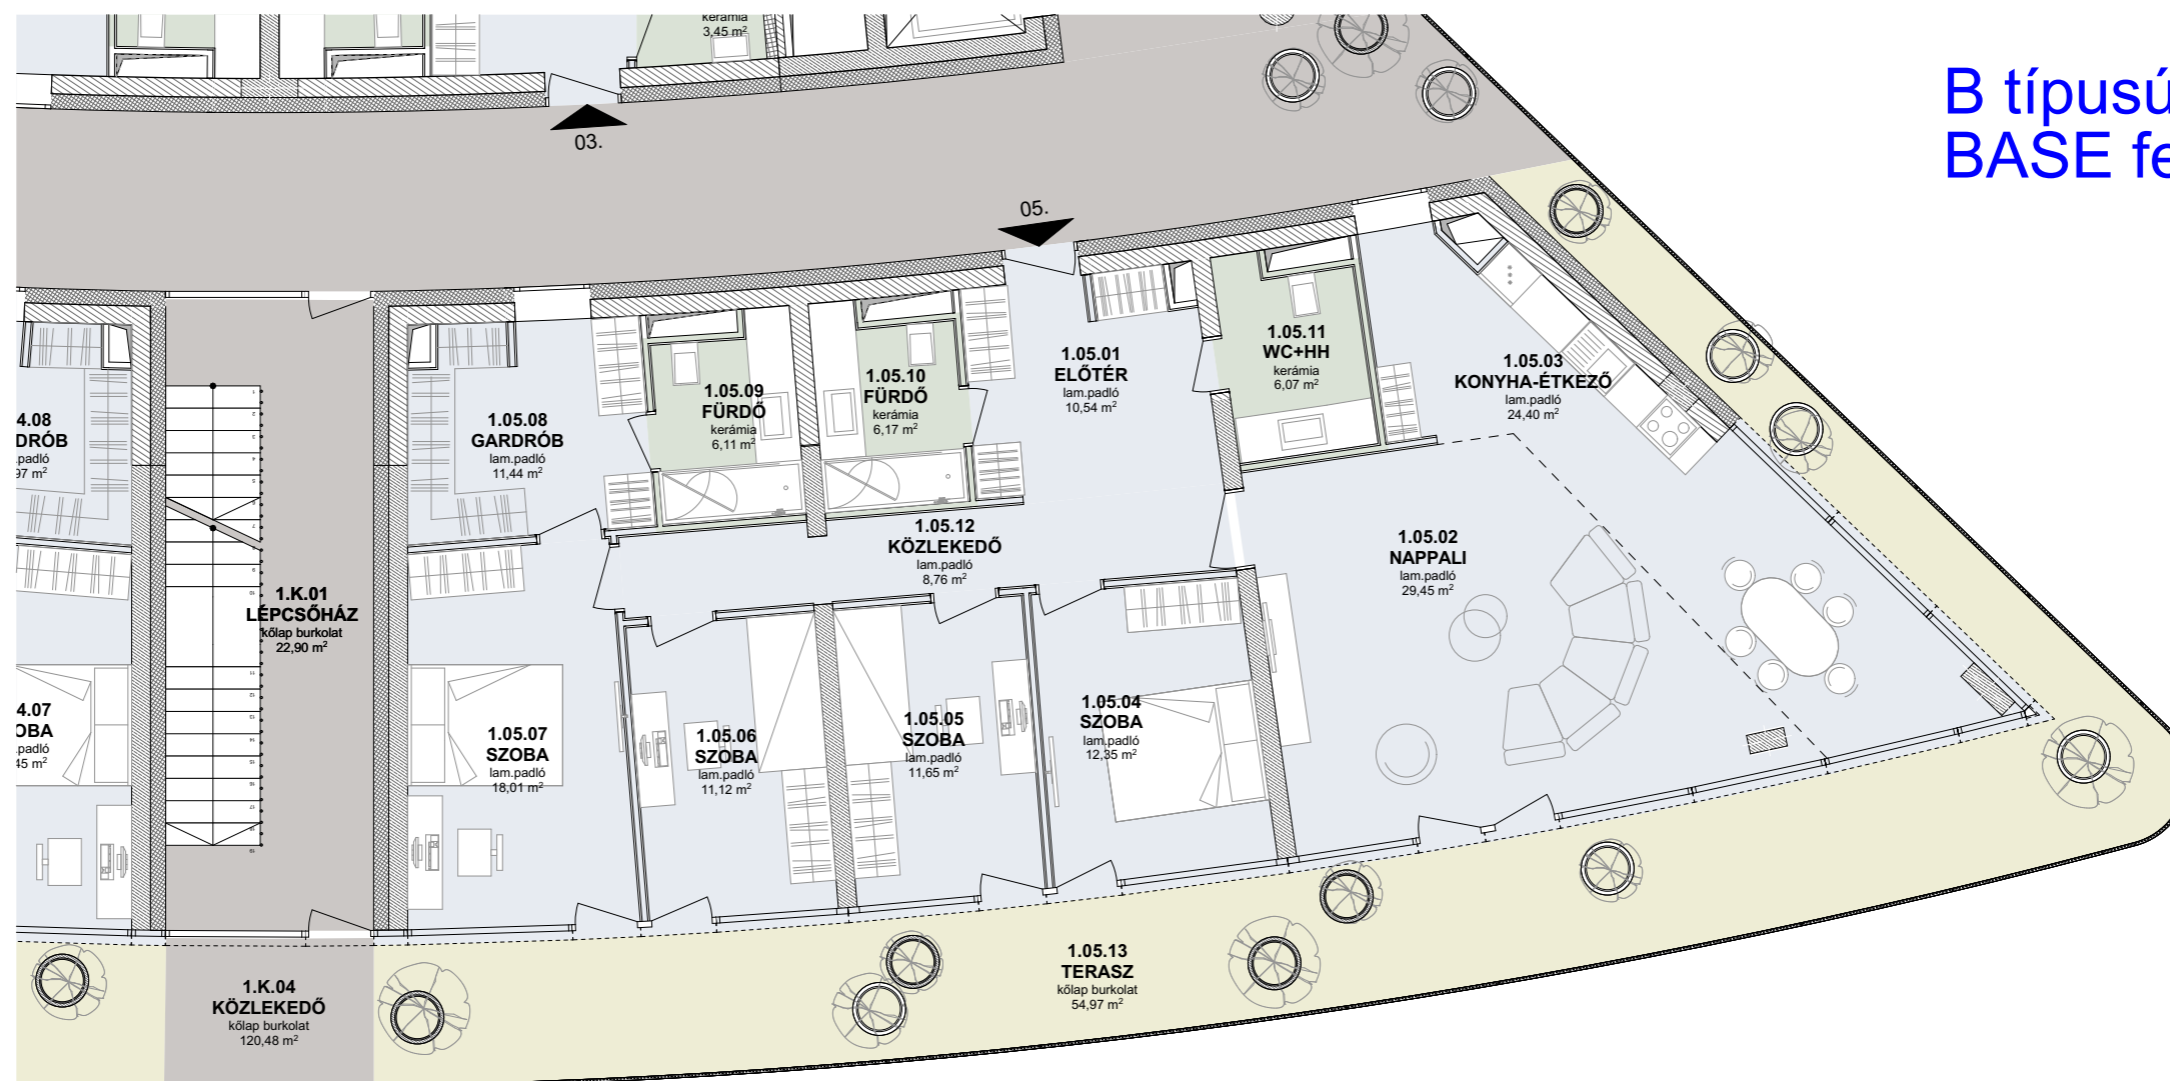 kerámia
3,45 m²
B típusú
BASE fe
03.
05.
1.05.11
WC+HH
kerámia
6,07 m²
1.05.01
ELŐTÉR
lam.padló
10,54 m²
1.05.03
KONYHA-ÉTKEZŐ
lam.padló
24,40 m²
1.05.09
FÜRDŐ
kerámia
6,11 m²
1.05.10
FÜRDŐ
kerámia
6,17 m²
4.08
DRÓB
.padló
97 m²
1.05.08
GARDRÓB
lam.padló
11,44 m²
1.05.12
KÖZLEKEDŐ
lam.padló
8,76 m²
1.05.02
NAPPALI
lam.padló
29,45 m²
1.K.01
LÉPCSŐHÁZ
kőlap burkolat
22,90 m²
4.07
OBA
.padló
45 m²
1.05.07
SZOBA
lam.padló
18,01 m²
1.05.06
SZOBA
lam.padló
11,12 m²
1.05.05
SZOBA
lam.padló
11,65 m²
1.05.04
SZOBA
lam.padló
12,35 m²
1.05.13
TERASZ
kőlap burkolat
54,97 m²
1.K.04
KÖZLEKEDŐ
kőlap burkolat
120,48 m²